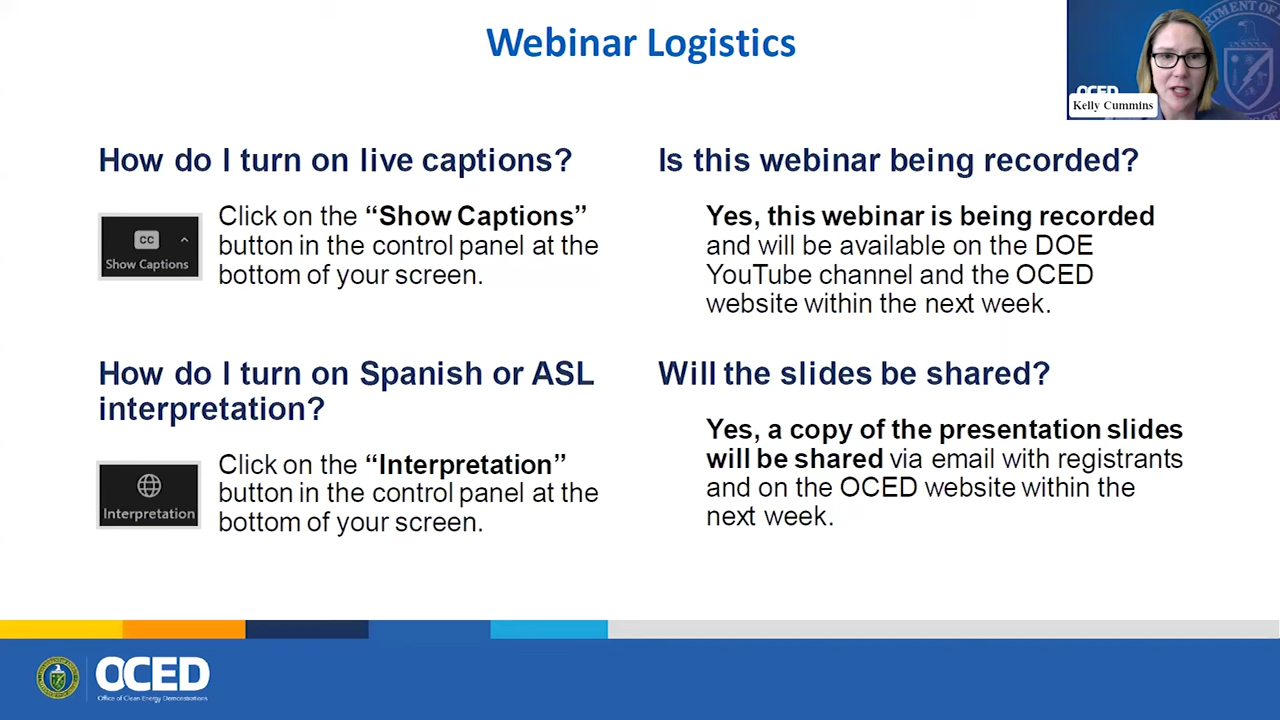 Webinar Logistics
OCED
Kelly Cummins
How do I turn on live captions?
CC
Show Captions
Click on the “Show Captions”
button in the control panel at the
bottom of your screen.
How do I turn on Spanish or ASL
interpretation?
Interpretation
Click on the “Interpretation”
button in the control panel at the
bottom of your screen.
Is this webinar being recorded?
Yes, this webinar is being recorded
and will be available on the DOE
YouTube channel and the OCED
website within the next week.
Will the slides be shared?
Yes, a copy of the presentation slides
will be shared via email with registrants
and on the OCED website within the
next week.
OCED
Office of Clean Energy Demonstrations